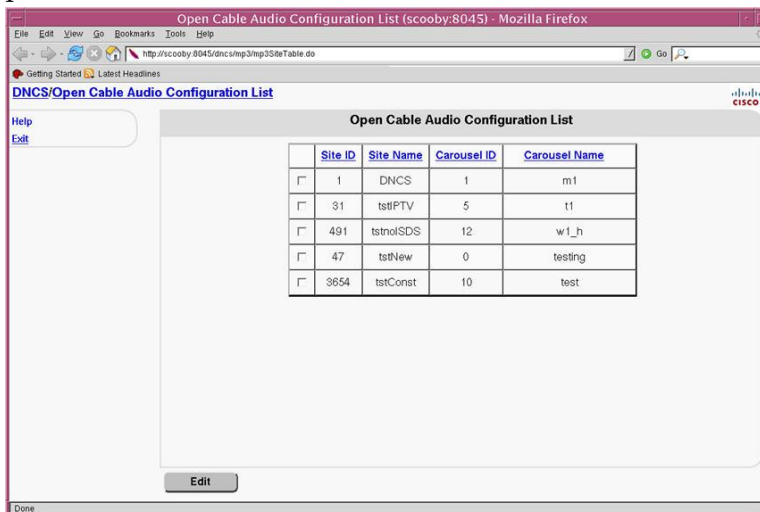 Open Cable Audio Configuration List (scooby:8045) - Mozilla Firefox
File Edit View Go Bookmarks Tools Help
http://scooby:8045/dncs/mp3/mp3SiteTable.do Go
Getting Started Latest Headlines
DNCS/Open Cable Audio Configuration List
CISCO
Help
Exit
Open Cable Audio Configuration List
Site ID Site Name Carousel ID Carousel Name
1 DNCS 1 m1
31 tstIPTV 5 t1
491 tstnoISDS 12 w1_h
47 tstNew 0 testing
3654 tstConst 10 test
Edit
Done